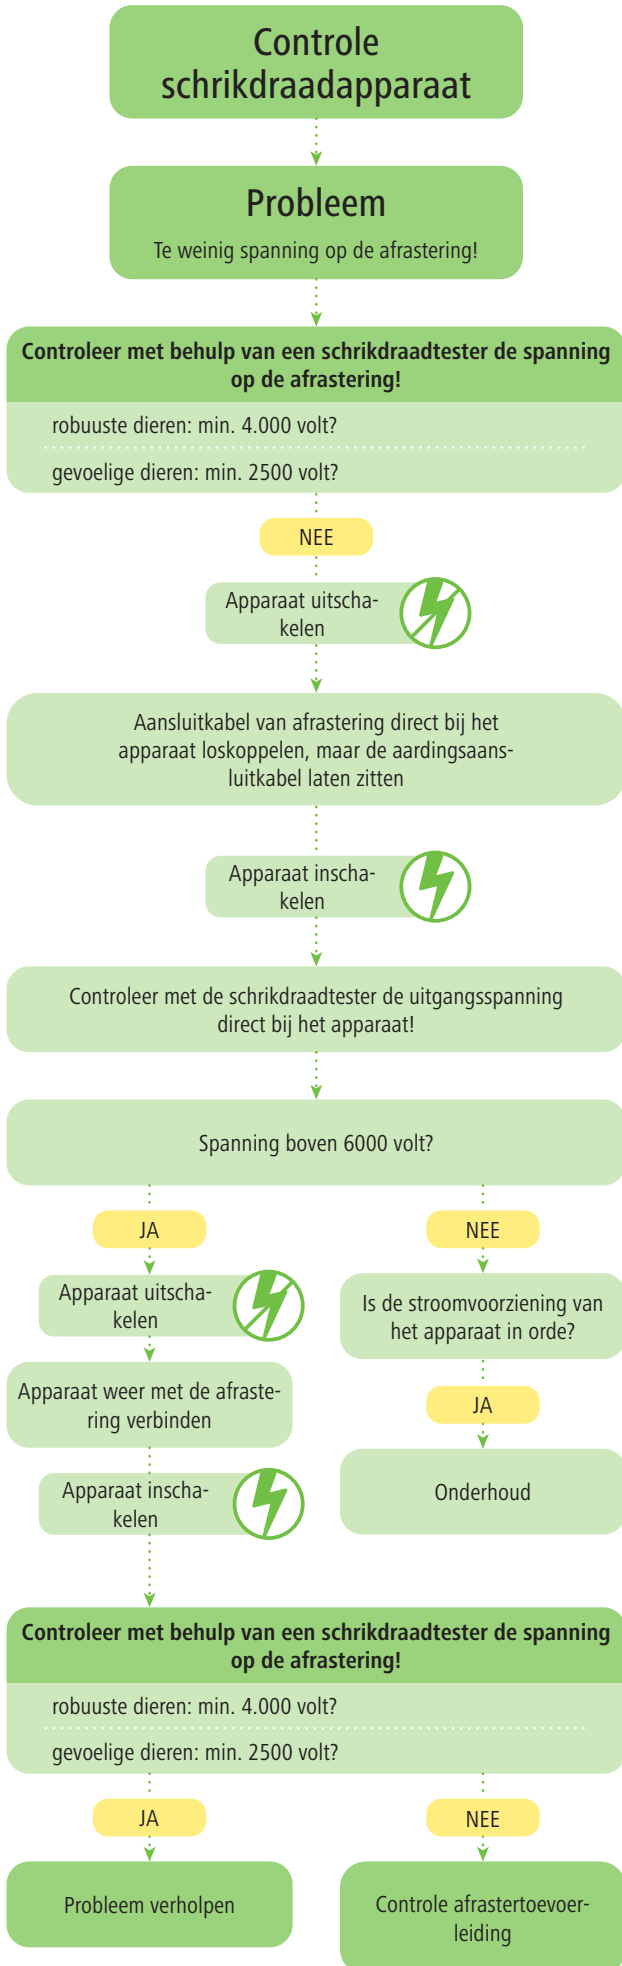 Controle
schrikdraadapparaat
Probleem
Te weinig spanning op de afrastering!
Controleer met behulp van een schrikdraadtester de spanning
op de afrastering!
robuuste dieren: min. 4.000 volt?
gevoelige dieren: min. 2500 volt?
NEE
Apparaat uitscha-
kelen
Aansluitkabel van afrastering direct bij het
apparaat loskoppelen, maar de aardingsaans-
luitkabel laten zitten
Apparaat inscha-
kelen
Controleer met de schrikdraadtester de uitgangsspanning
direct bij het apparaat!
Spanning boven 6000 volt?
JA
Apparaat uitscha-
kelen
Apparaat weer met de afraste-
ring verbinden
Apparaat inscha-
kelen
NEE
Is de stroomvoorziening van
het apparaat in orde?
JA
Onderhoud
Controleer met behulp van een schrikdraadtester de spanning
op de afrastering!
robuuste dieren: min. 4.000 volt?
gevoelige dieren: min. 2500 volt?
JA
Probleem verholpen
NEE
Controle afrastertoevoer-
leiding